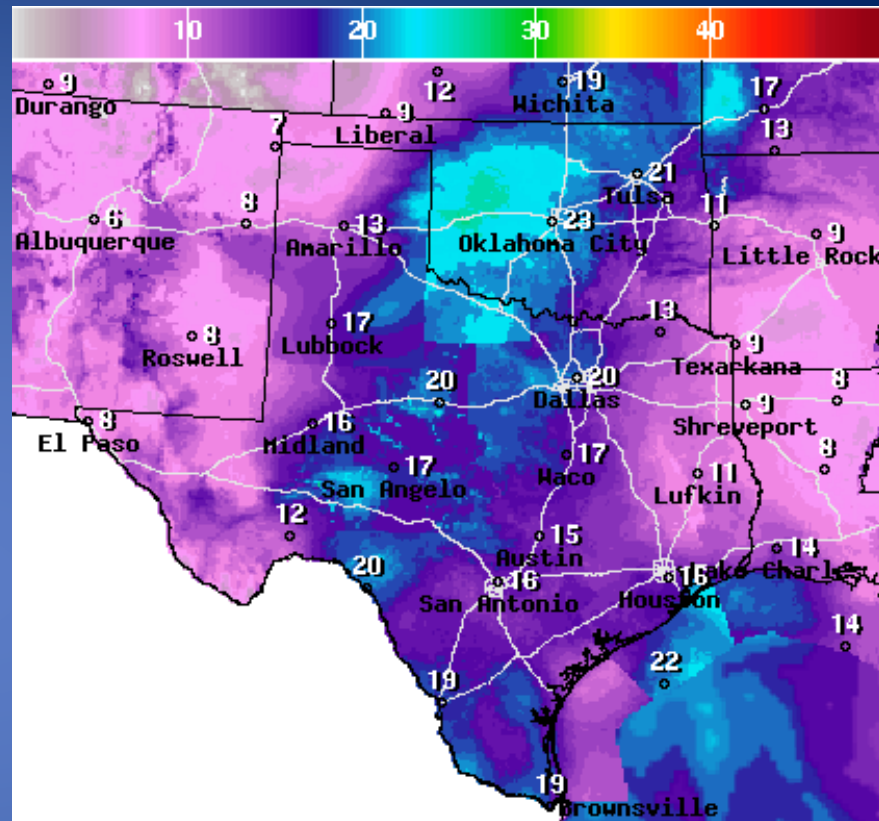 10 20 30 40
12
9 19 17
Durango Wichita
9
Liberal
7 13
21
Tulsa
6 8 13 23 11 9
Albuquerque Amarillo Oklahoma City Little Rock
8 17 13
Roswell Lubbock
9
Texarkana
20 20 9 8
Dallas
8 16 Shreveport
El Paso Midland
17 17 11 8
San Angelo Waco Lufkin
12 15 14
Austin
20 16 16 Lake Charl
San Antonio Houston
14
22
19
19
Brownsville